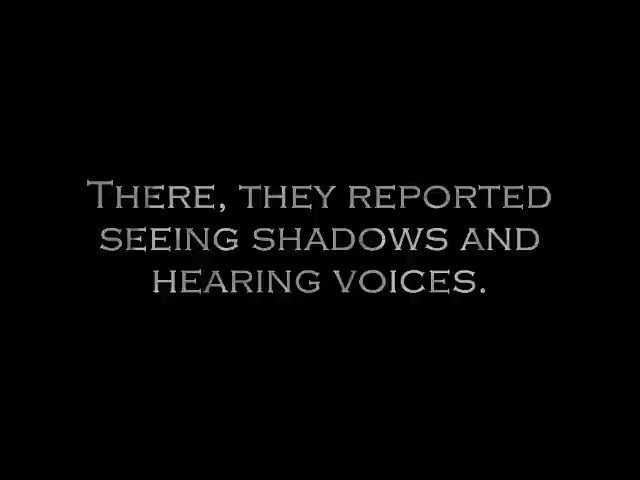 There, they reported
seeing shadows and
hearing voices.